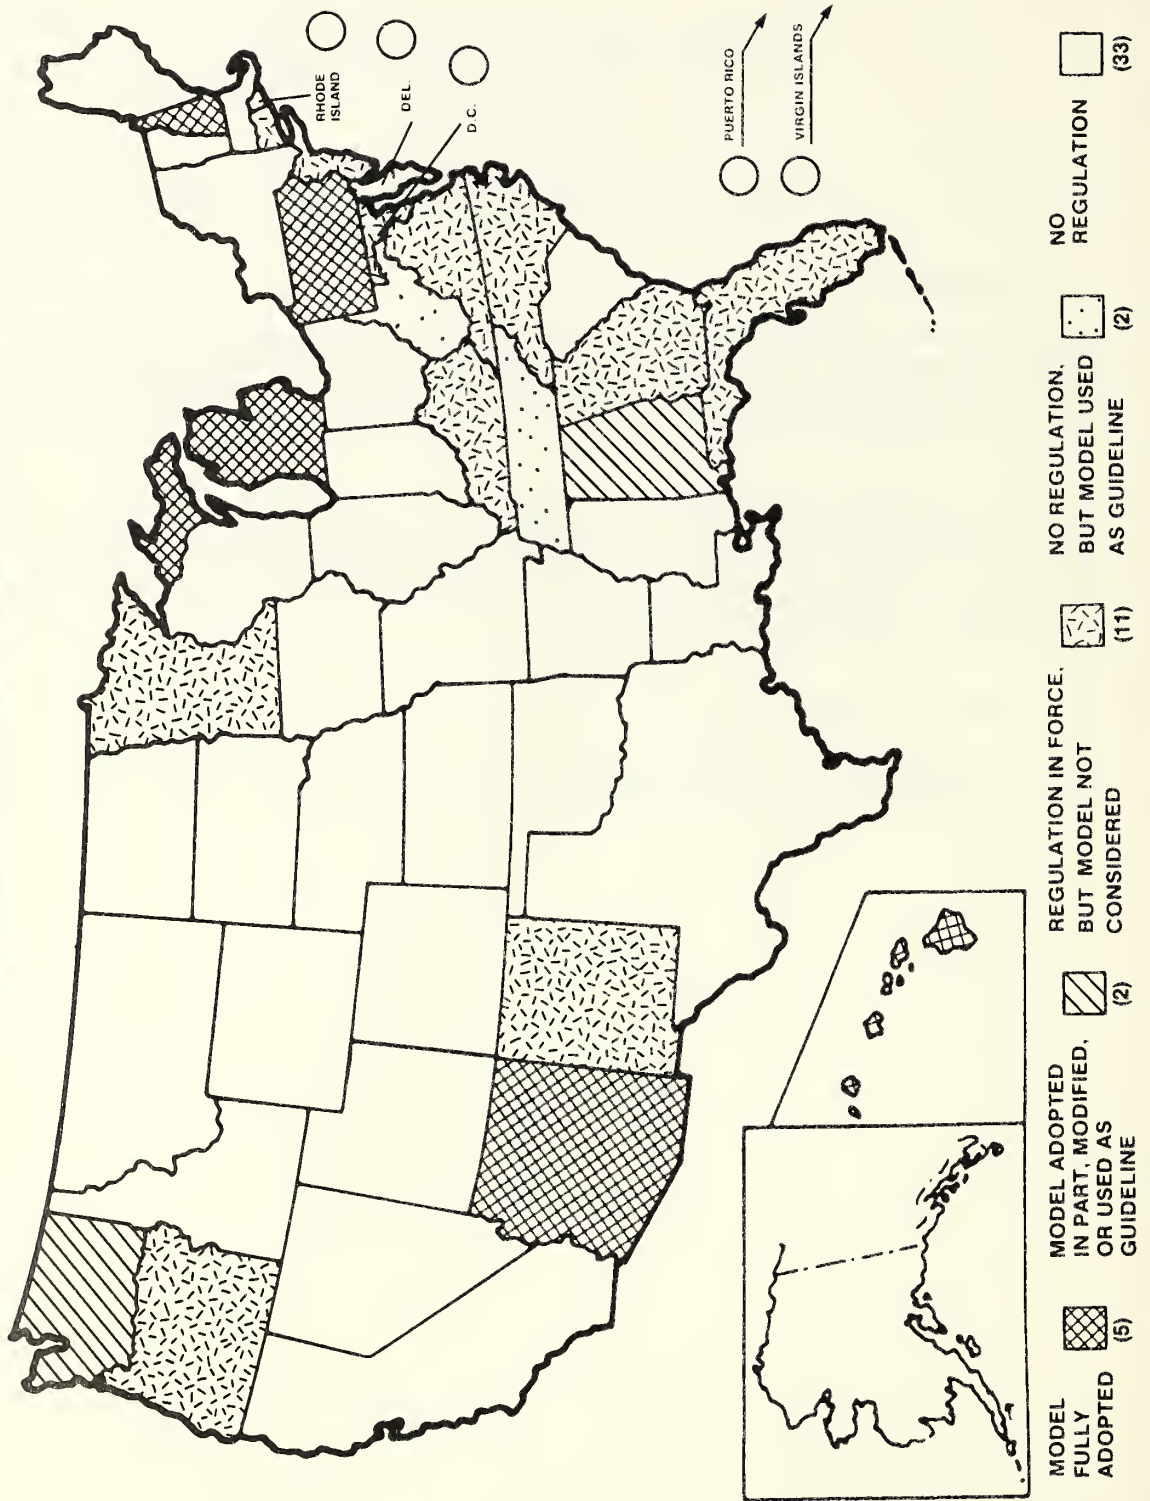 RHODE
ISLAND
DEL.
D.C.
PUERTO RICO
VIRGIN ISLANDS
MODEL
FULLY
ADOPTED
(5)
MODEL ADOPTED
IN PART, MODIFIED,
OR USED AS
GUIDELINE
(2)
REGULATION IN FORCE,
BUT MODEL NOT
CONSIDERED
(11)
NO REGULATION,
BUT MODEL USED
AS GUIDELINE
(2)
NO
REGULATION
(33)